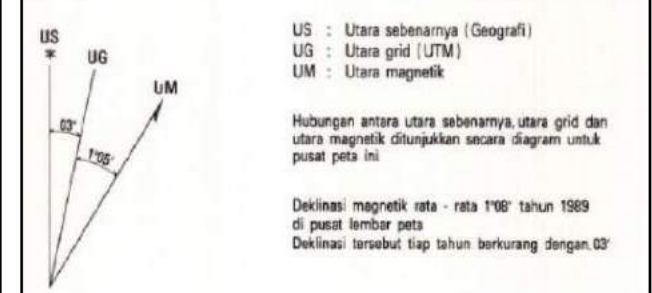 US
*
UG
UM
03'
1°05'
US : Utara sebenarnya (Geografi)
UG : Utara grid (UTM)
UM : Utara magnetik
Hubungan antara utara sebenarnya, utara grid dan
utara magnetik ditunjukkan secara diagram untuk
pusat peta ini
Deklinasi magnetik rata - rata 1°08' tahun 1989
di pusat lembar peta
Deklinasi tersebut tiap tahun berkurang dengan 03'